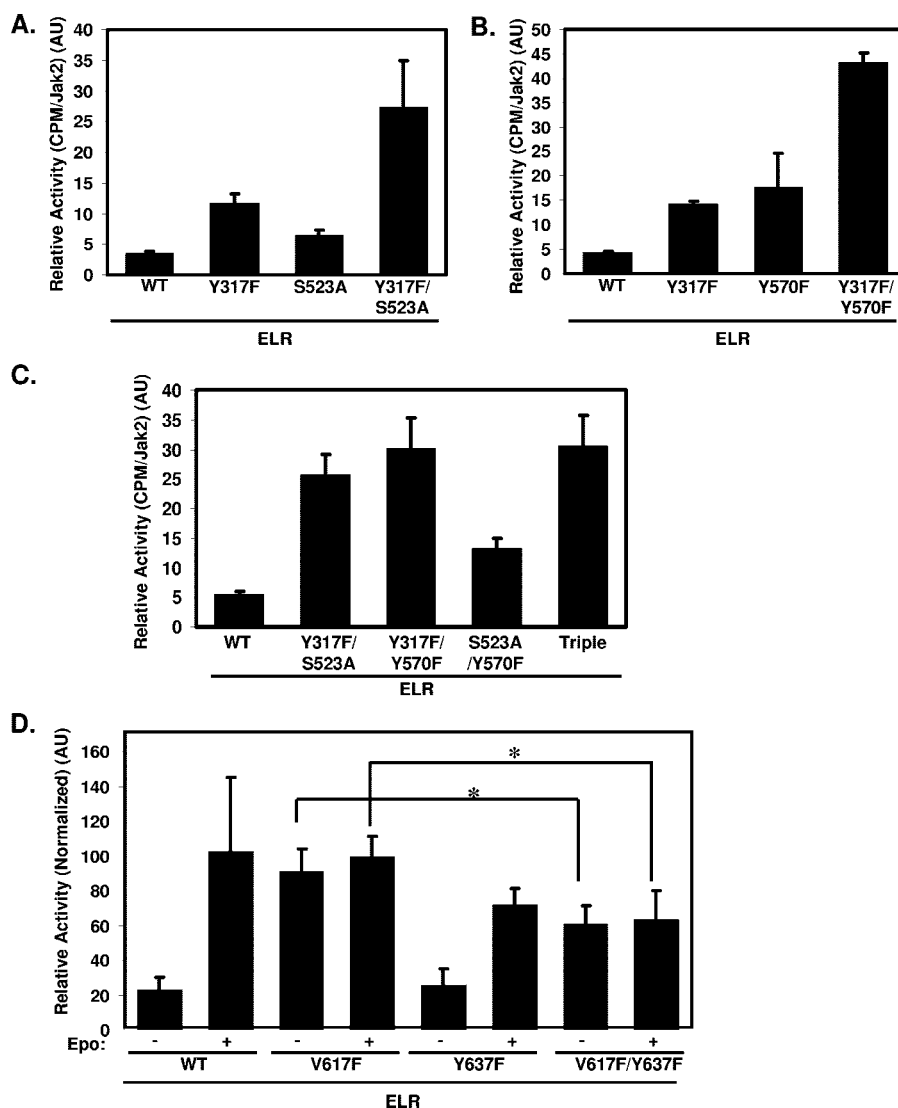 A.
Relative Activity (CPM/Jak2) (AU)
40
35
30
25
20
15
10
5
0
WT Y317F S523A Y317F/
S523A
ELR
B.
Relative Activity (CPM/Jak2) (AU)
50
45
40
35
30
25
20
15
10
5
0
WT Y317F Y570F Y317F/
Y570F
ELR
C.
Relative Activity (CPM/Jak2) (AU)
40
35
30
25
20
15
10
5
0
WT Y317F/ Y317F/ S523A Triple
S523A Y570F /Y570F
ELR
D.
Relative Activity (Normalized) (AU)
160
140
120
100
80
60
40
20
0
*
*
Epo: - + - + - + - +
WT V617F Y637F V617F/Y637F
ELR